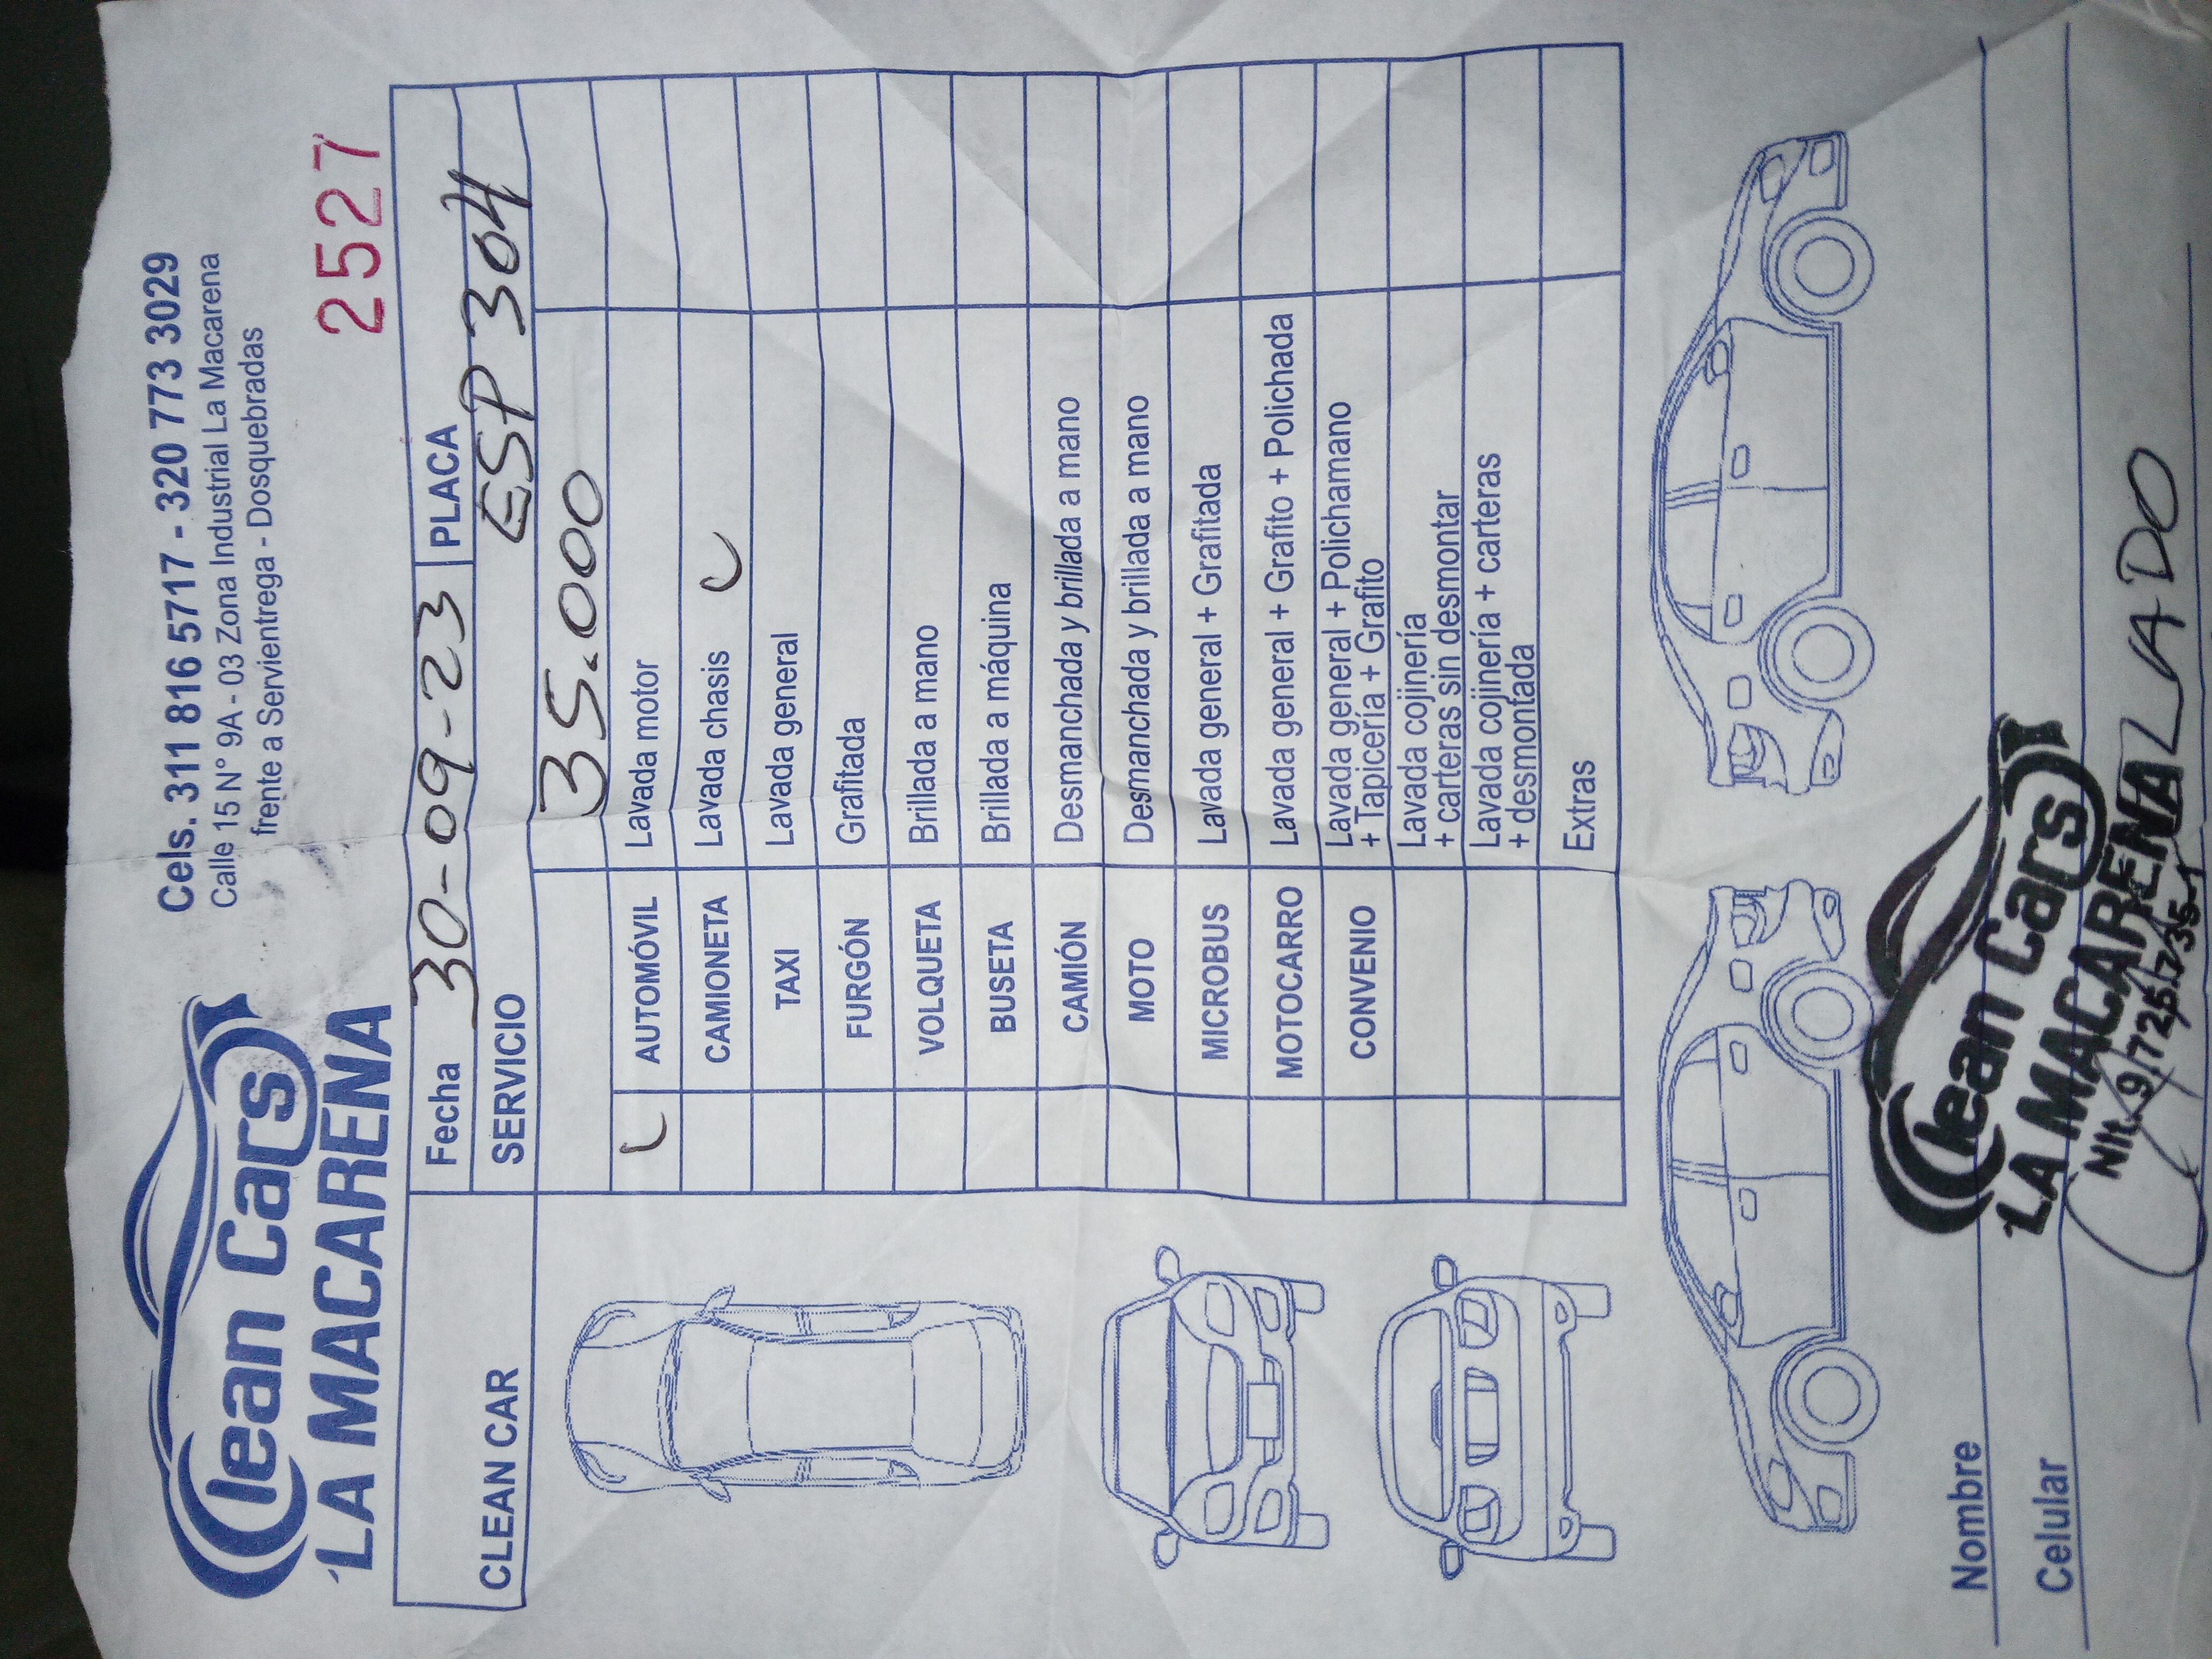 Clean Cars
LA MACARENA
Cels. 311 816 5717 - 320 773 3029
Calle 15 N° 9A - 03 Zona Industrial La Macarena
frente a Servientrega - Dosquebradas
2527
Fecha 30-09-23 PLACA
CLEAN CAR SERVICIO ESP 304
35.000
AUTOMÓVIL Lavada motor
CAMIONETA Lavada chasis
TAXI Lavada general
FURGÓN Grafitada
VOLQUETA Brillada a mano
BUSETA Brillada a máquina
CAMIÓN Desmanchada y brillada a mano
MOTO Desmanchada y brillada a mano
MICROBUS Lavada general + Grafitada
MOTOCARRO Lavada general + Grafito + Polichada
CONVENIO Lavada general + Polichamano
+ Tapicería + Grafito
Lavada cojinería
+ carteras sin desmontar
Lavada cojinería + carteras
+ desmontada
Extras
Nombre
Celular
Clean Cars
LA MACARENA
Nit.
LADO